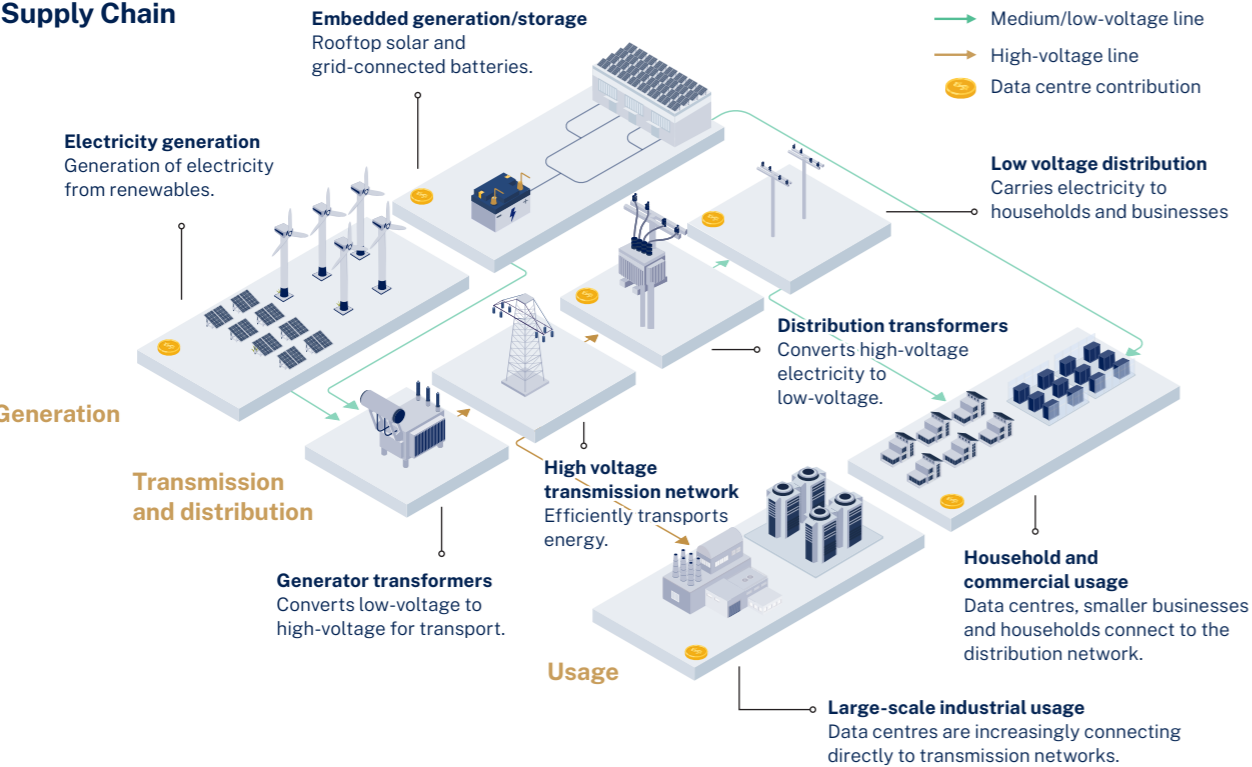 Supply Chain
Embedded generation/storage
Rooftop solar and
grid-connected batteries.
Medium/low-voltage line
High-voltage line
Data centre contribution
Electricity generation
Generation of electricity
from renewables.
Low voltage distribution
Carries electricity to
households and businesses
Distribution transformers
Converts high-voltage
electricity to
low-voltage.
Generation
Transmission
and distribution
High voltage
transmission network
Efficiently transports
energy.
Generator transformers
Converts low-voltage to
high-voltage for transport.
Household and
commercial usage
Data centres, smaller businesses
and households connect to the
distribution network.
Usage
Large-scale industrial usage
Data centres are increasingly connecting
directly to transmission networks.